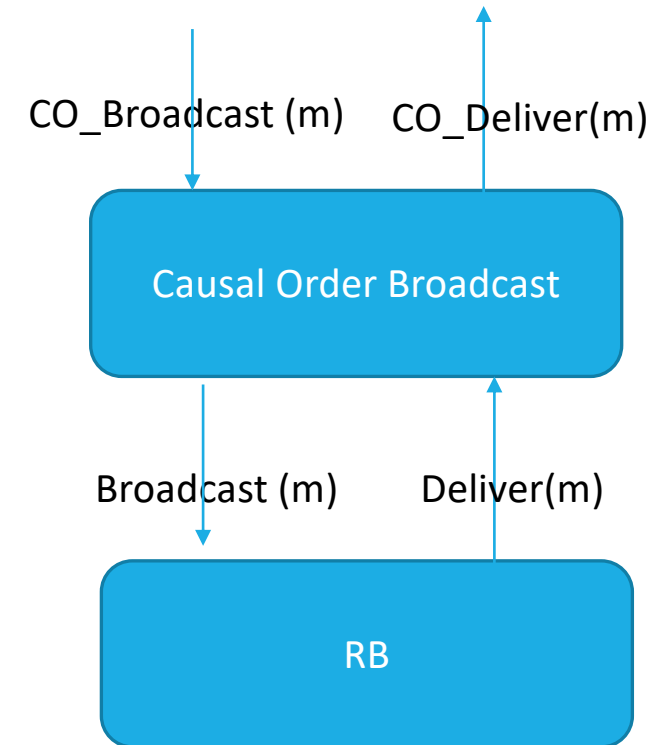 CO_Broadcast (m)
CO_Deliver(m)
Causal Order Broadcast
Broadcast (m)
Deliver(m)
RB